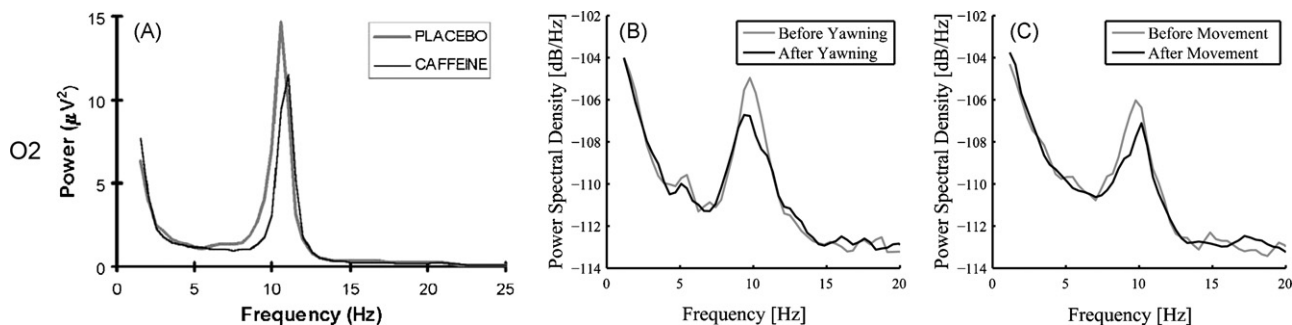 O2
(A)
PLACEBO
CAFFEINE
Power (μV²)
15
10
5
0
0 5 10 15 20 25
Frequency (Hz)
(B)
Before Yawning
After Yawning
Power Spectral Density [dB/Hz]
−102
−104
−106
−108
−110
−112
−114
0 5 10 15 20
Frequency [Hz]
(C)
Before Movement
After Movement
Power Spectral Density [dB/Hz]
−102
−104
−106
−108
−110
−112
−114
0 5 10 15 20
Frequency [Hz]